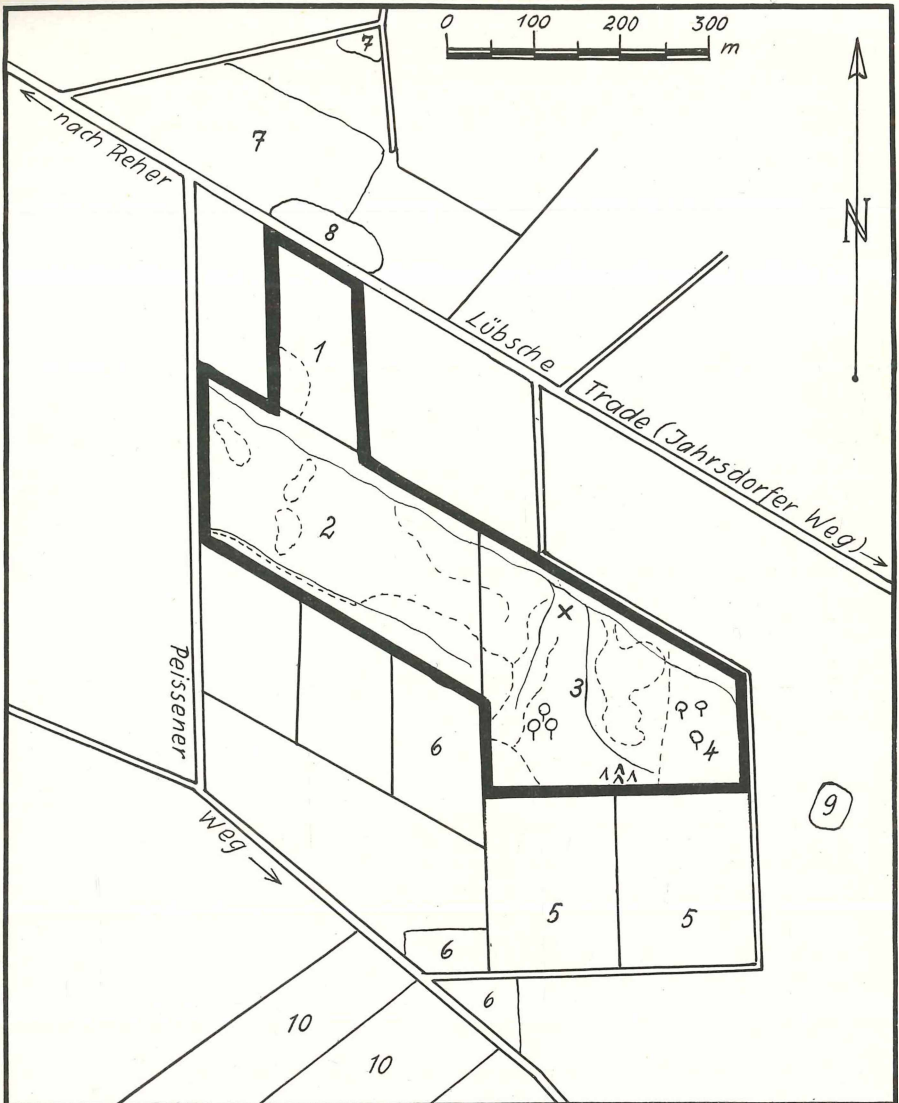 0 100 200 300
m
7
← nach Reher
7
N
8
Lübsche
Trade (Jahrsdorfer Weg) →
1
2
3
4
Peissener
6
9
Weg →
5
5
6
6
10
10